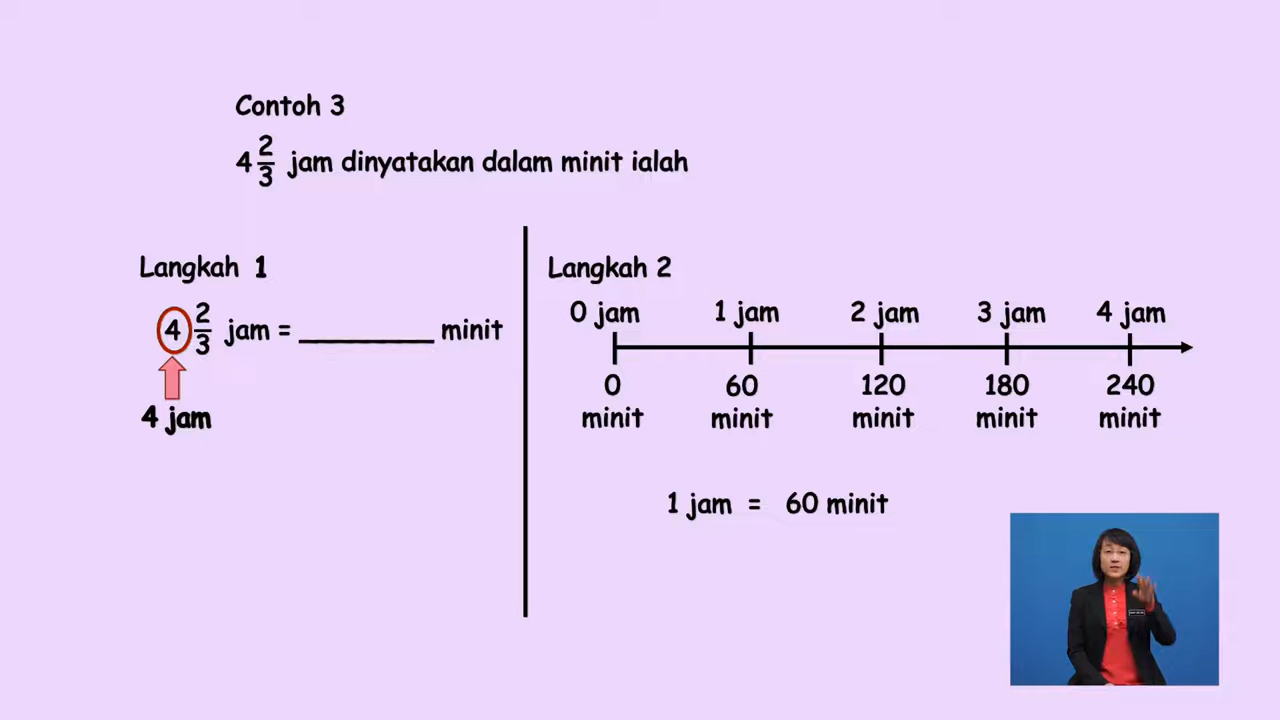 Contoh 3
4 2/3 jam dinyatakan dalam minit ialah
Langkah 1
4 2/3 jam = __________ minit
4 jam
Langkah 2
0 jam 1 jam 2 jam 3 jam 4 jam
0 60 120 180 240
minit minit minit minit minit
1 jam = 60 minit